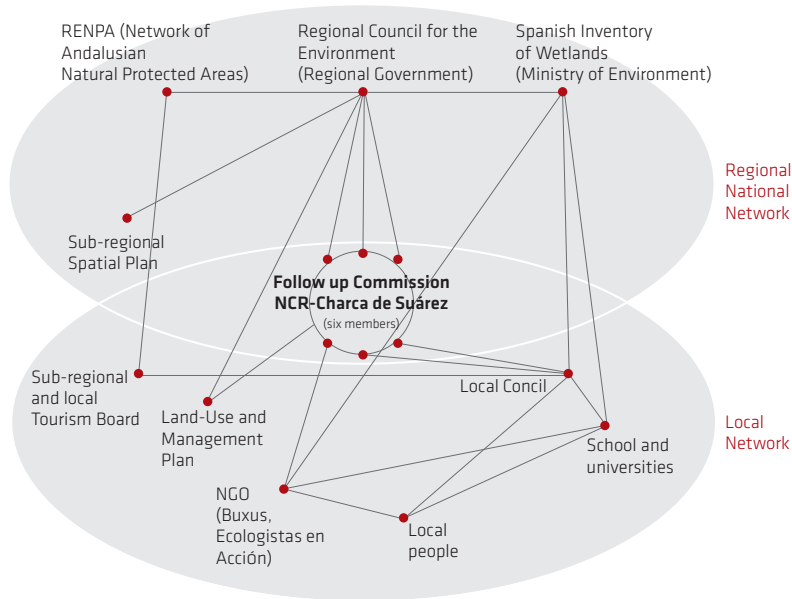 RENPA (Network of
Andalusian
Natural Protected Areas)
Regional Council for the
Environment
(Regional Government)
Spanish Inventory
of Wetlands
(Ministry of Environment)
Regional
National
Network
Sub-regional
Spatial Plan
Follow up Commission
NCR-Charca de Suárez
(six members)
Sub-regional
and local
Tourism Board
Land-Use and
Management
Plan
Local Concil
School and
universities
Local
Network
NGO
(Buxus,
Ecologistas en
Acción)
Local
people